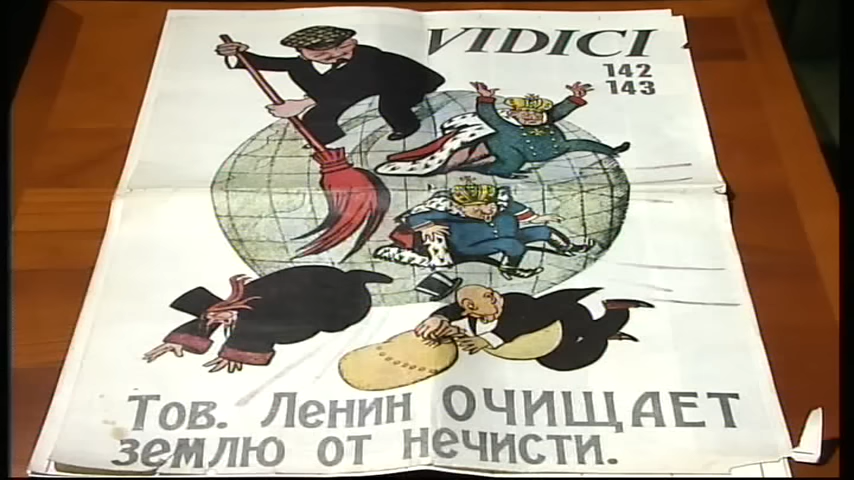 VIDICI
142
143
Тов. Ленин ОЧИЩАЕТ
землю от нечисти.